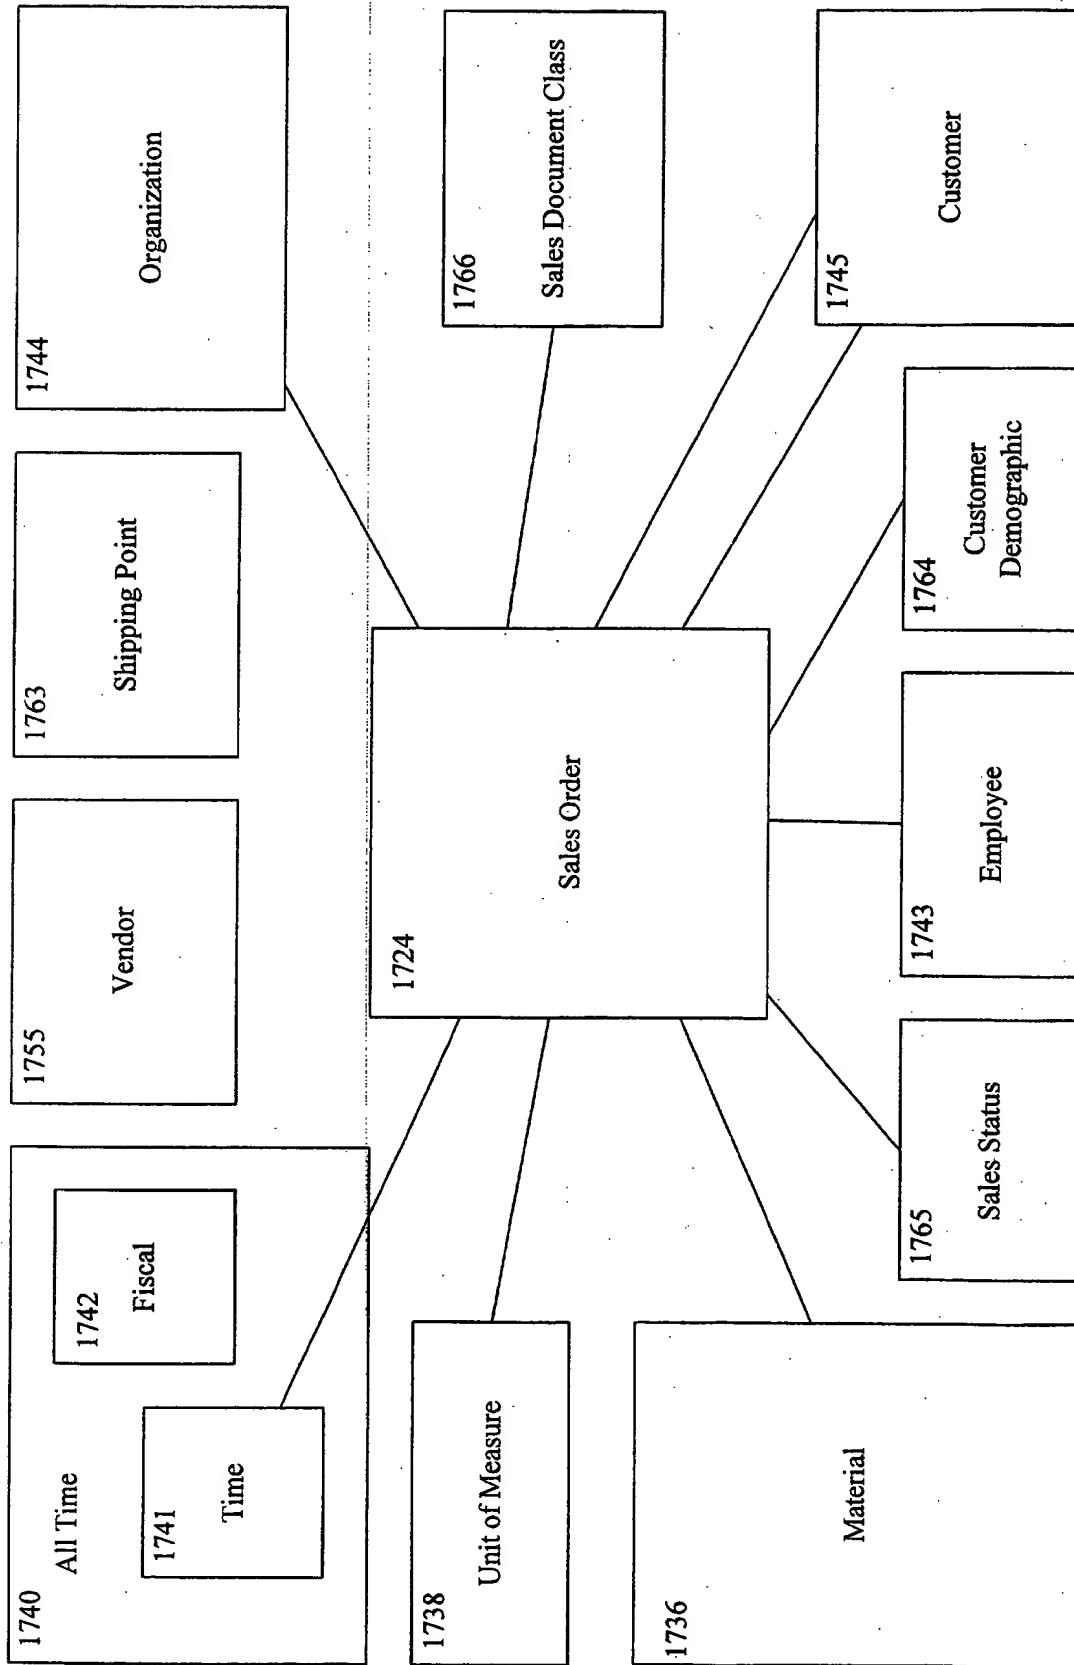 1740
All Time
1741
Time
1742
Fiscal
1755
Vendor
1763
Shipping Point
1744
Organization
1738
Unit of Measure
1724
Sales Order
1766
Sales Document Class
1736
Material
1765
Sales Status
1743
Employee
1764
Customer
Demographic
1745
Customer